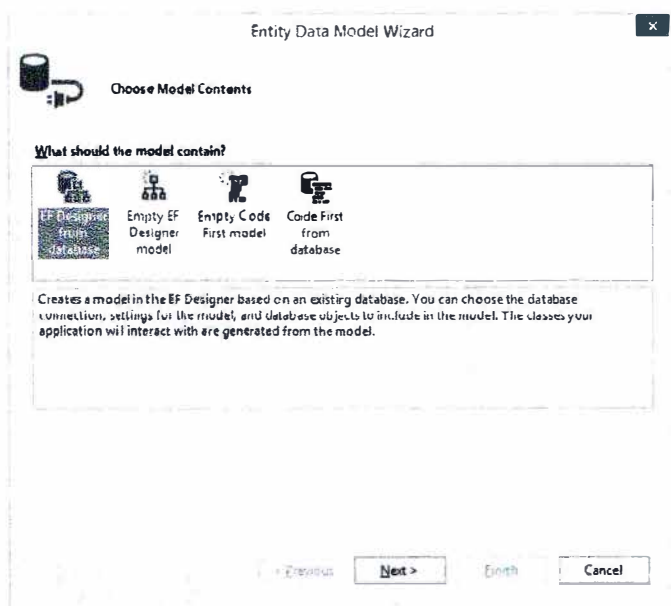 Entity Data Model Wizard
Choose Model Contents
What should the model contain?
EF Designer from database
Empty EF Designer model
Empty Code First model
Code First from database
Creates a model in the EF Designer based on an existing database. You can choose the database
connection, settings for the model, and database objects to include in the model. The classes your
application will interact with are generated from the model.
< Previous
Next >
Finish
Cancel